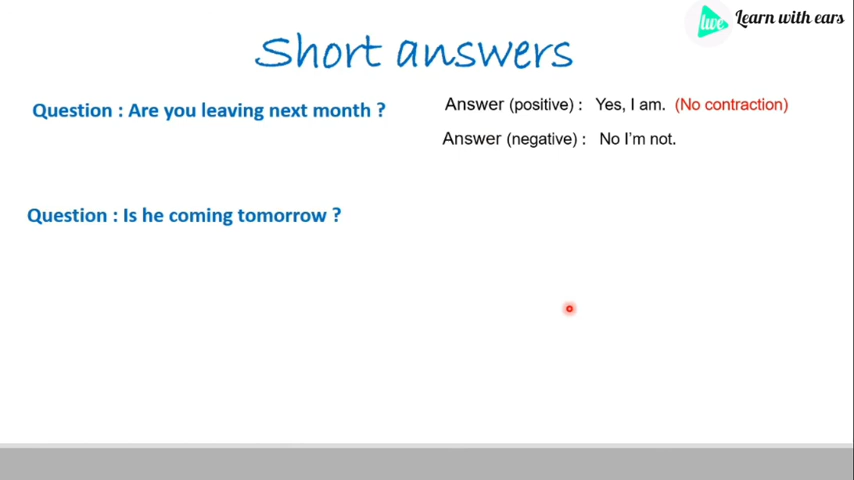 live Learn with ears
Short answers
Question : Are you leaving next month ?
Answer (positive) : Yes, I am. (No contraction)
Answer (negative) : No I'm not.
Question : Is he coming tomorrow ?